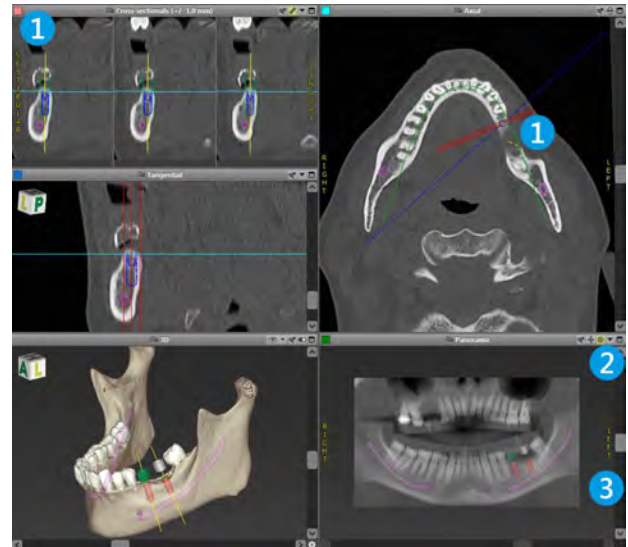 1
Cross-sectionals (+/- 1.0 mm)
Axial
RIGHT
1
LEFT
Tangential
L P
3D
A L
Panoramic
2
RIGHT
LEFT
3